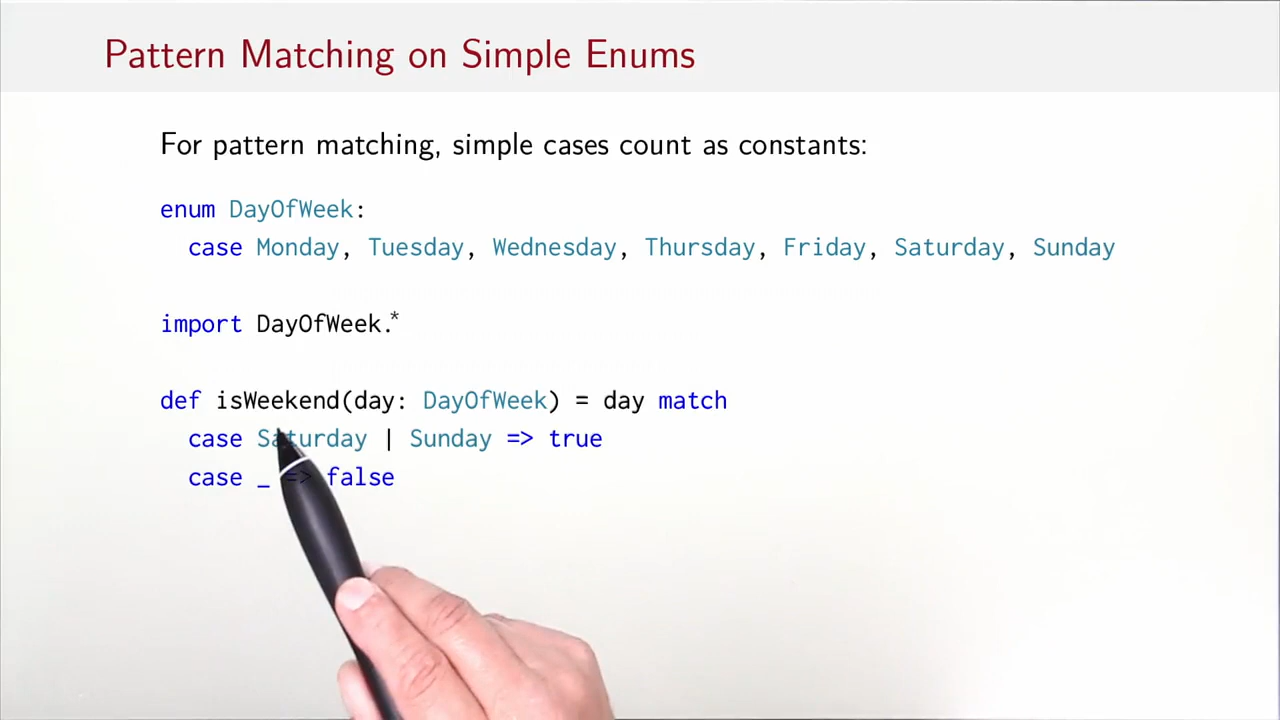 Pattern Matching on Simple Enums
For pattern matching, simple cases count as constants:
enum DayOfWeek:
case Monday, Tuesday, Wednesday, Thursday, Friday, Saturday, Sunday
import DayOfWeek.*
def isWeekend(day: DayOfWeek) = day match
case Saturday | Sunday => true
case _ => false